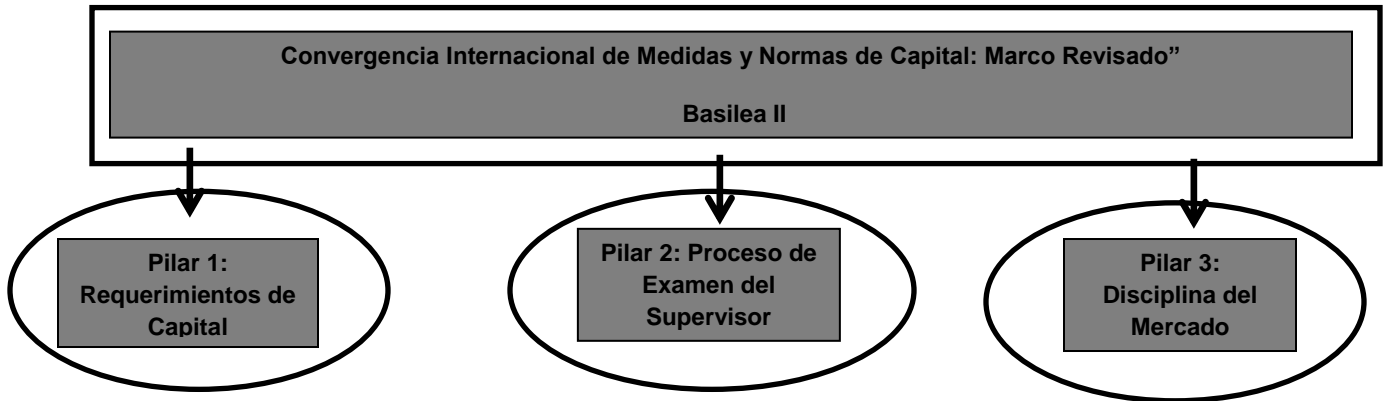 Convergencia Internacional de Medidas y Normas de Capital: Marco Revisado”
Basilea II
Pilar 1:
Requerimientos de
Capital
Pilar 2: Proceso de
Examen del
Supervisor
Pilar 3:
Disciplina del
Mercado